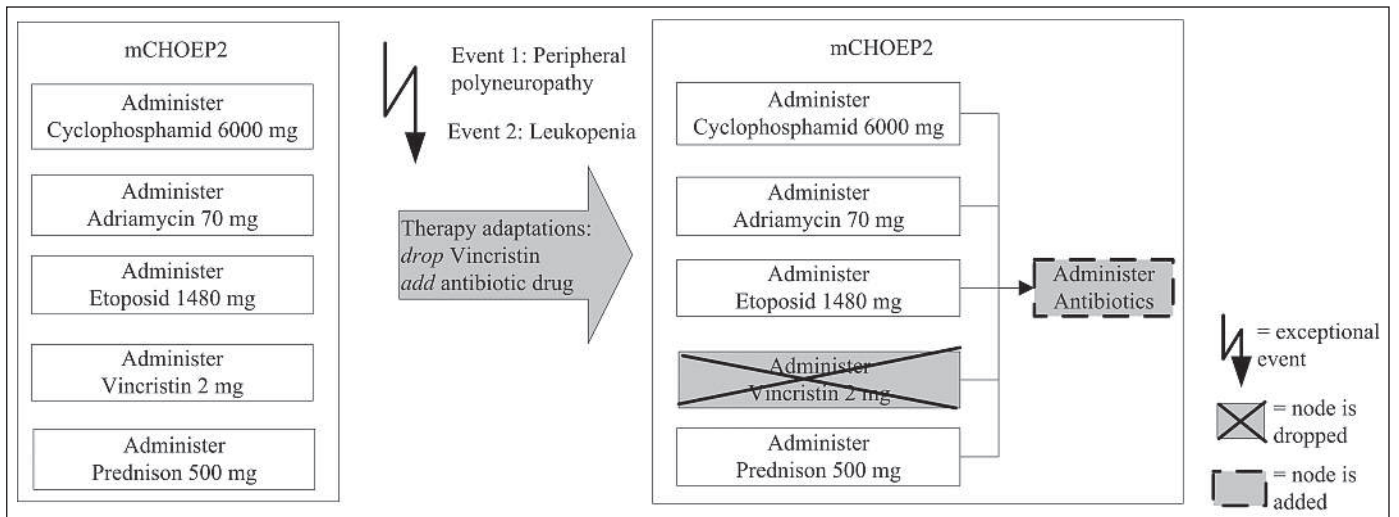 mCHOEP2
Administer
Cyclophosphamid 6000 mg
Administer
Adriamycin 70 mg
Administer
Etoposid 1480 mg
Administer
Vincristin 2 mg
Administer
Prednison 500 mg
Event 1: Peripheral
polyneuropathy
Event 2: Leukopenia
Therapy adaptations:
drop Vincristin
add antibiotic drug
mCHOEP2
Administer
Cyclophosphamid 6000 mg
Administer
Adriamycin 70 mg
Administer
Etoposid 1480 mg
Administer
Vincristin 2 mg
Administer
Prednison 500 mg
Administer
Antibiotics
= exceptional
event
= node is
dropped
= node is
added